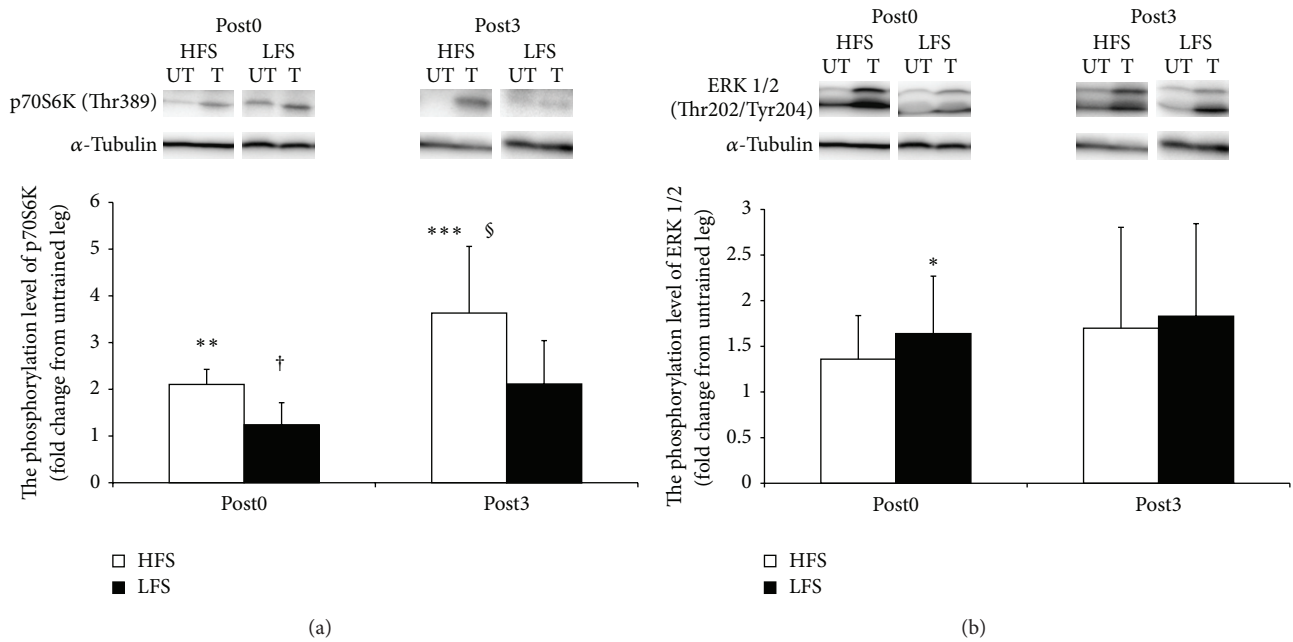 Post0 Post3
HFS LFS HFS LFS
UT T UT T UT T UT T
p70S6K (Thr389)
α-Tubulin
The phosphorylation level of p70S6K
(fold change from untrained leg)
6
5
4
3
2
1
0
** † *** §
Post0 Post3
HFS
LFS
(a)
Post0 Post3
HFS LFS HFS LFS
UT T UT T UT T UT T
ERK 1/2
(Thr202/Tyr204)
α-Tubulin
The phosphorylation level of ERK 1/2
(fold change from untrained leg)
3
2.5
2
1.5
1
0.5
0
*
Post0 Post3
HFS
LFS
(b)